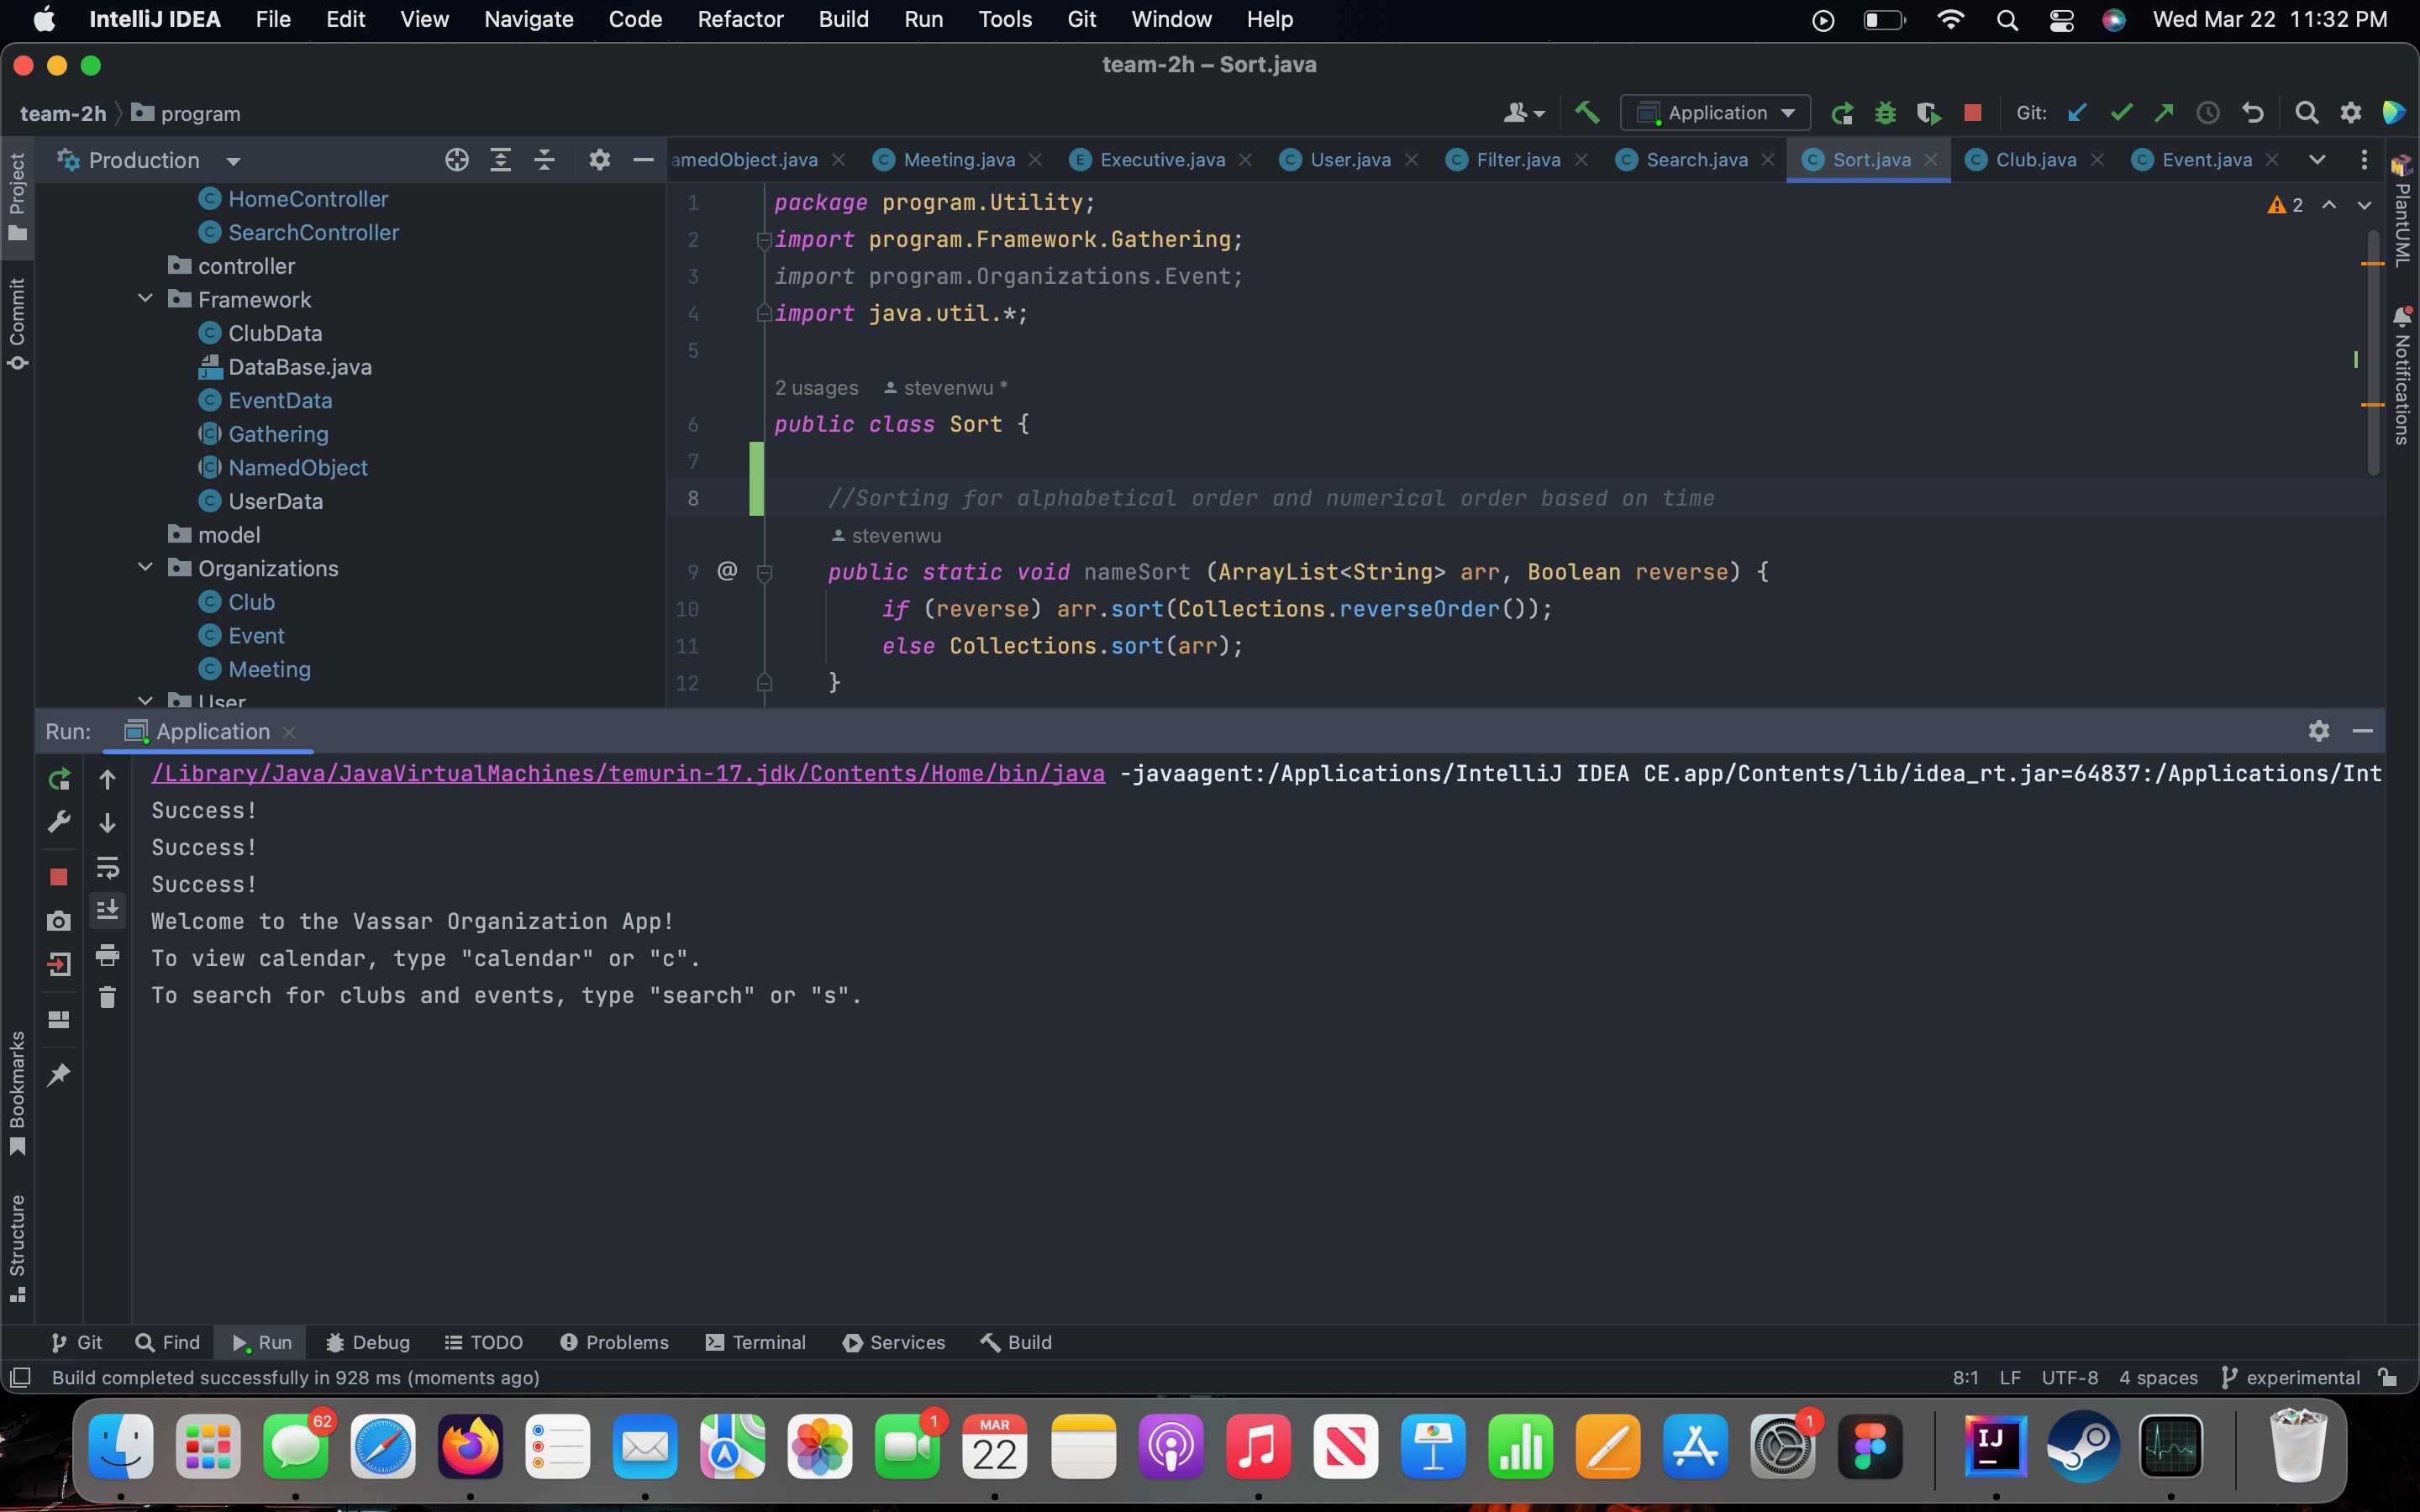 IntelliJ IDEA File Edit View Navigate Code Refactor Build Run Tools Git Window Help Wed Mar 22 11:32 PM
team-2h – Sort.java
team-2h program Application Git:
Project Production amedObject.java Meeting.java Executive.java User.java Filter.java Search.java Sort.java Club.java Event.java
HomeController
SearchController
controller
Framework
ClubData
DataBase.java
EventData
Gathering
NamedObject
UserData
model
Organizations
Club
Event
Meeting
User
Commit
1 package program.Utility;
2 import program.Framework.Gathering;
3 import program.Organizations.Event;
4 import java.util.*;
5
2 usages stevenwu *
6 public class Sort {
7
8 //Sorting for alphabetical order and numerical order based on time
stevenwu
9 @ public static void nameSort (ArrayList<String> arr, Boolean reverse) {
10 if (reverse) arr.sort(Collections.reverseOrder());
11 else Collections.sort(arr);
12 }
2
PlantUML
Notifications
Run: Application
/Library/Java/JavaVirtualMachines/temurin-17.jdk/Contents/Home/bin/java -javaagent:/Applications/IntelliJ IDEA CE.app/Contents/lib/idea_rt.jar=64837:/Applications/Int
Success!
Success!
Success!
Welcome to the Vassar Organization App!
To view calendar, type "calendar" or "c".
To search for clubs and events, type "search" or "s".
Bookmarks
Structure
Git Find Run Debug TODO Problems Terminal Services Build
Build completed successfully in 928 ms (moments ago) 8:1 LF UTF-8 4 spaces experimental
62 1 MAR 22 1 IJ